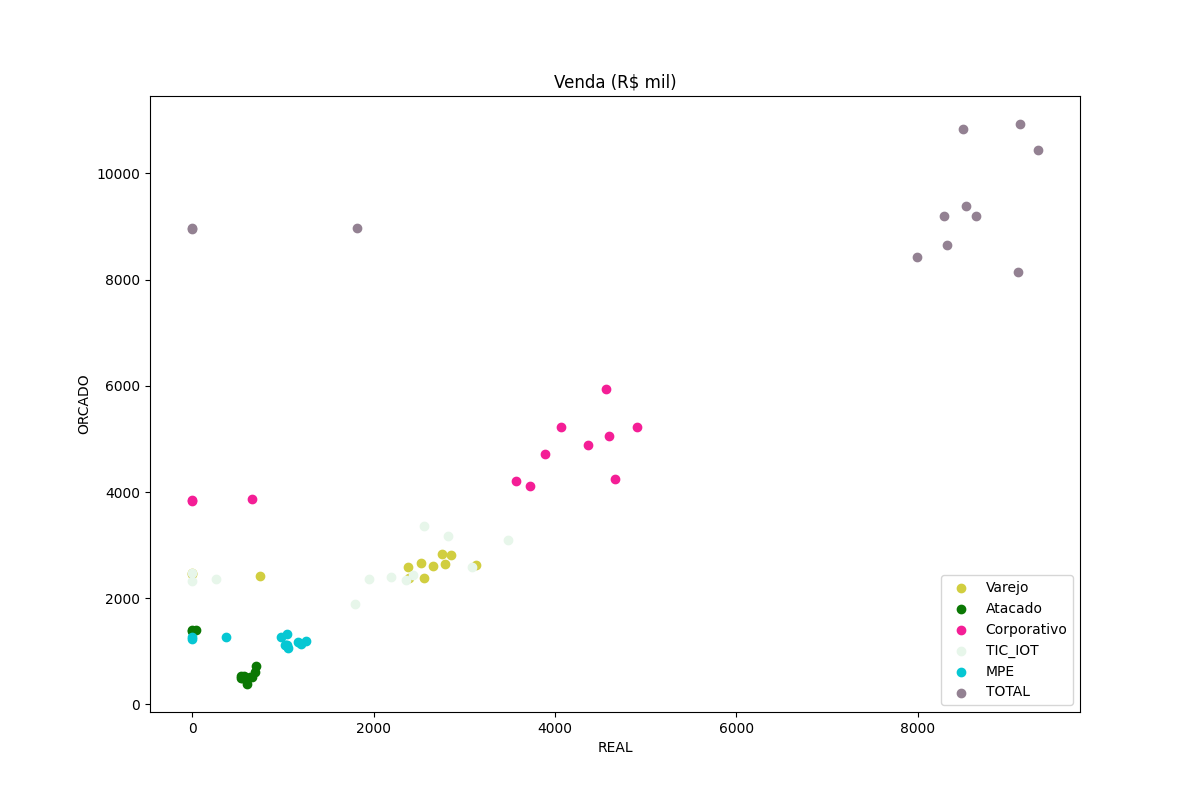 Venda (R$ mil)
ORCADO
10000
8000
6000
4000
2000
0
0 2000 4000 6000 8000
REAL
Varejo
Atacado
Corporativo
TIC_IOT
MPE
TOTAL